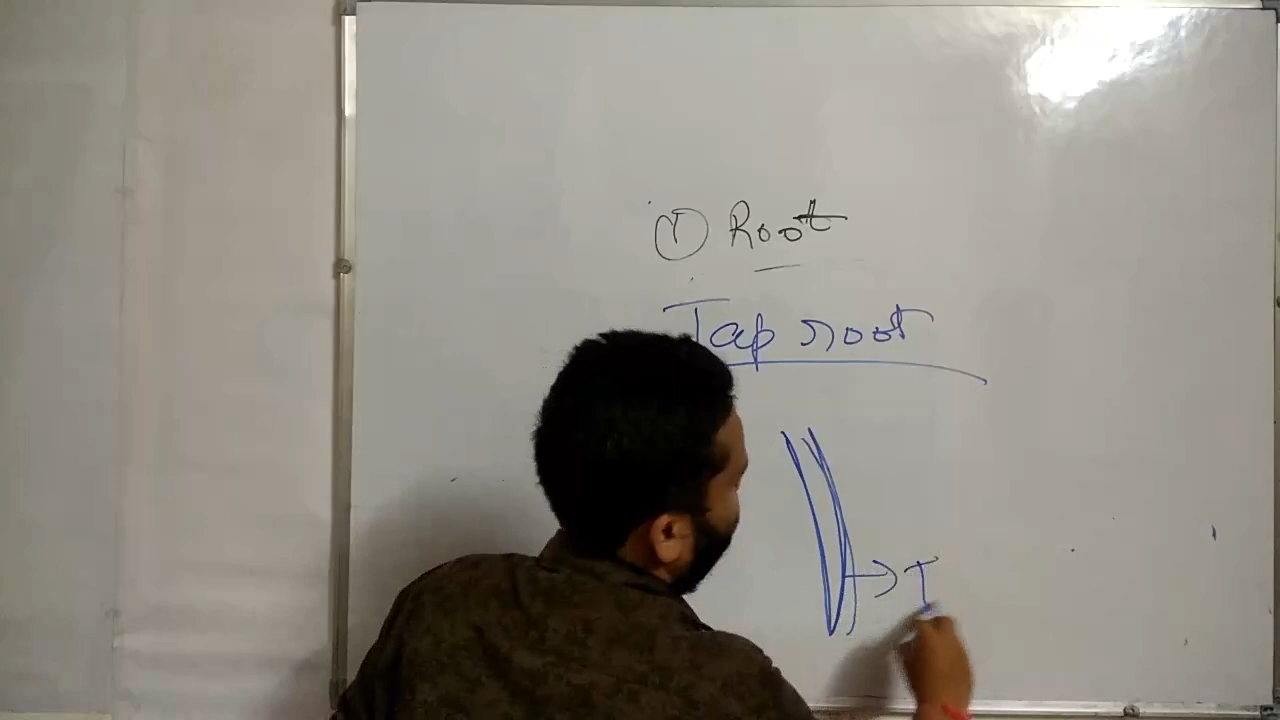 ① Root
Tap root
→ T